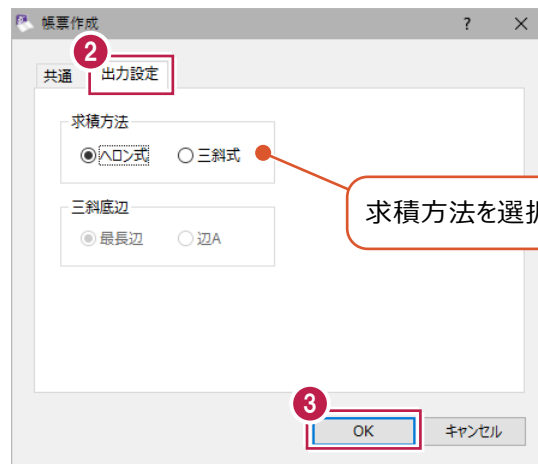 帳票作成 ? ×
2
共通 出力設定
求積方法
ヘロン式 三斜式
求積方法を選
三斜底辺
最長辺 辺A
3
OK キャンセル